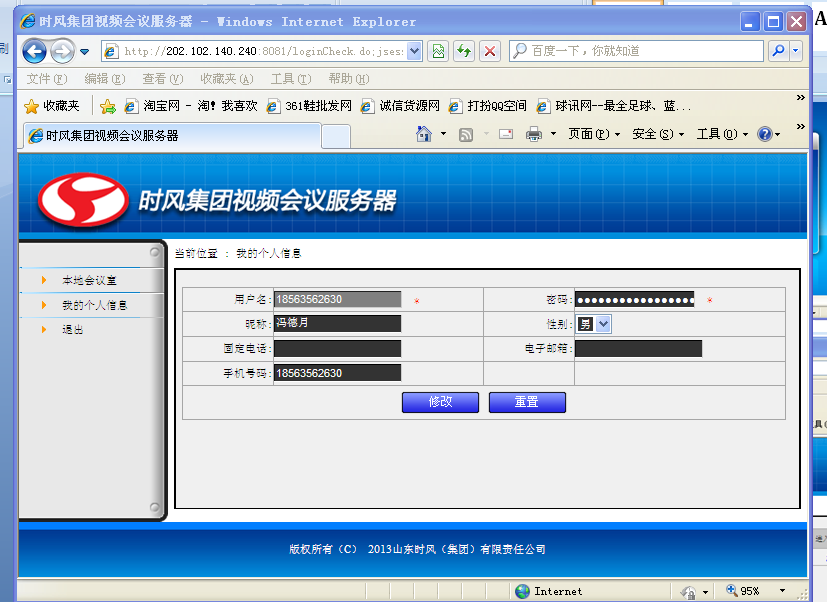 时风集团视频会议服务器 - Windows Internet Explorer
http://202.102.140.240:8081/loginCheck.do;jses
百度一下，你就知道
文件(F) 编辑(E) 查看(V) 收藏夹(A) 工具(T) 帮助(H)
收藏夹 淘宝网 - 淘! 我喜欢 361鞋批发网 诚信货源网 打扮QQ空间 球讯网--最全足球、蓝...
时风集团视频会议服务器
页面(P) 安全(S) 工具(O)
时风集团视频会议服务器
当前位置 ： 我的个人信息
本地会议室
我的个人信息
退出
用户名: 18563562630 * 密码: ●●●●●●●●●●●●●●●●● *
昵称: 冯德月 性别: 男
固定电话: 电子邮箱:
手机号码: 18563562630
修改 重置
版权所有（C） 2013山东时风（集团）有限责任公司
Internet 95%